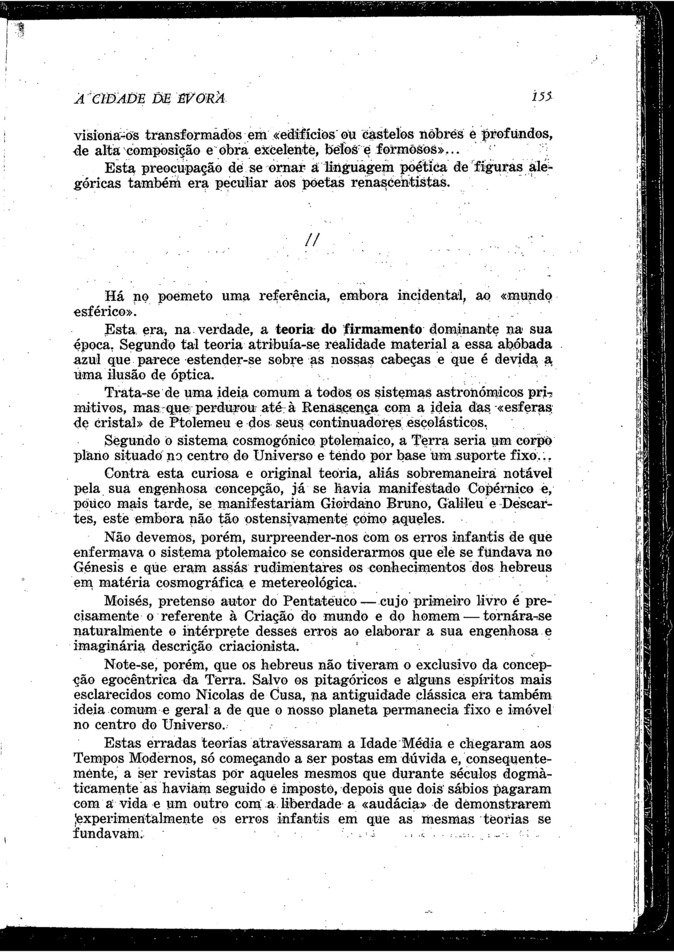 A CIDADE DE ÉVORA 155
visiona-os transformados em «edifícios ou castelos nobres e profundos,
de alta composição e obra excelente, belos e formosos»...
Esta preocupação de se ornar a linguagem poética de figuras ale-
góricas também era peculiar aos poetas renascentistas.
//
Há no poemeto uma referência, embora incidental, ao «mundo
esférico».
Esta era, na verdade, a teoria do firmamento dominante na sua
época. Segundo tal teoria atribuía-se realidade material a essa abóbada
azul que parece estender-se sobre as nossas cabeças e que é devida a
uma ilusão de óptica.
Trata-se de uma ideia comum a todos os sistemas astronómicos pri-
mitivos, mas que perdurou até à Renascença com a ideia das «esferas
de cristal» de Ptolemeu e dos seus continuadores escolásticos.
Segundo o sistema cosmogónico ptolemaico, a Terra seria um corpo
plano situado no centro do Universo e tendo por base um suporte fixo...
Contra esta curiosa e original teoria, aliás sobremaneira notável
pela sua engenhosa concepção, já se havia manifestado Copérnico e,
pouco mais tarde, se manifestariam Giordano Bruno, Galileu e Descar-
tes, este embora não tão ostensivamente como aqueles.
Não devemos, porém, surpreender-nos com os erros infantis de que
enfermava o sistema ptolemaico se considerarmos que ele se fundava no
Génesis e que eram assás rudimentares os conhecimentos dos hebreus
em matéria cosmográfica e metereológica.
Moisés, pretenso autor do Pentateuco — cujo primeiro livro é pre-
cisamente o referente à Criação do mundo e do homem — tornára-se
naturalmente o intérprete desses erros ao elaborar a sua engenhosa e
imaginária descrição criacionista.
Note-se, porém, que os hebreus não tiveram o exclusivo da concep-
ção egocêntrica da Terra. Salvo os pitagóricos e alguns espíritos mais
esclarecidos como Nicolas de Cusa, na antiguidade clássica era também
ideia comum e geral a de que o nosso planeta permanecia fixo e imóvel
no centro do Universo.
Estas erradas teorias atravessaram a Idade Média e chegaram aos
Tempos Modernos, só começando a ser postas em dúvida e, consequente-
mente, a ser revistas por aqueles mesmos que durante séculos dogmà-
ticamente as haviam seguido e imposto, depois que dois sábios pagaram
com a vida e um outro com a liberdade a «audácia» de demonstrarem
experimentalmente os erros infantis em que as mesmas teorias se
fundavam.